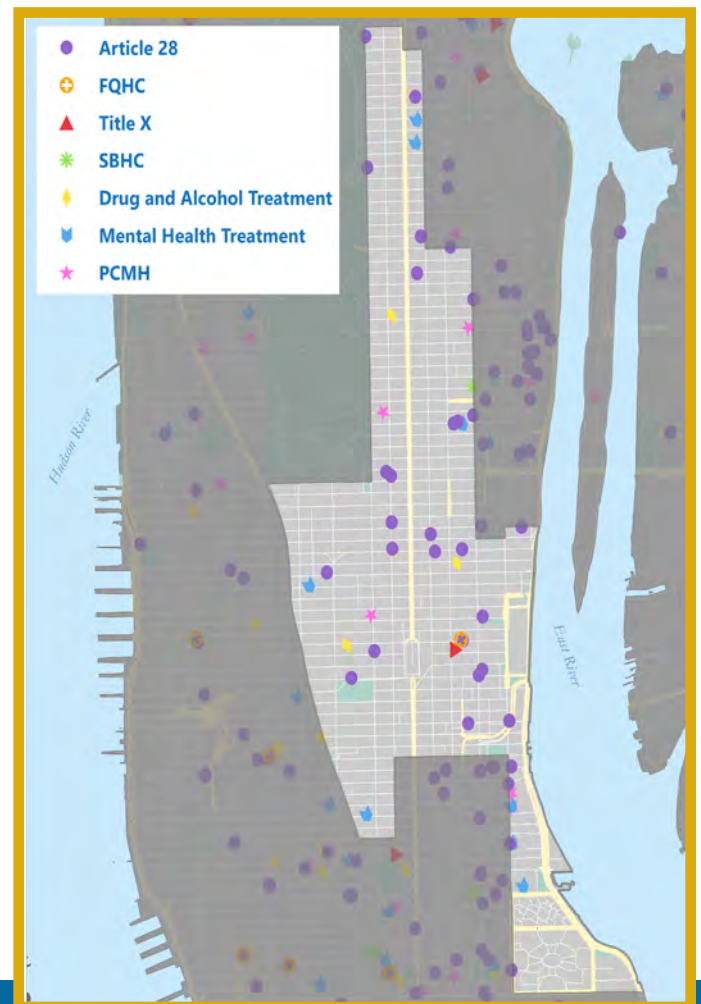 Article 28
FQHC
Title X
SBHC
Drug and Alcohol Treatment
Mental Health Treatment
PCMH
Hudson River
East River